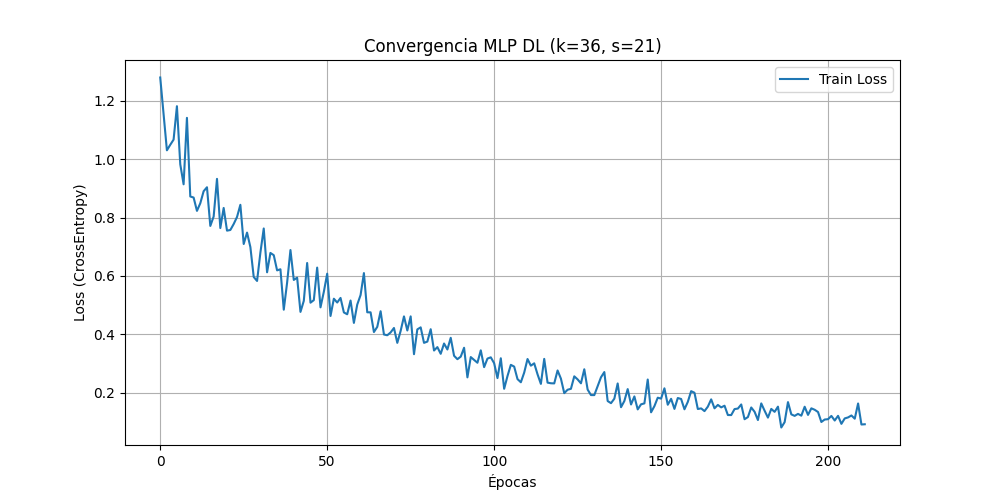 Convergencia MLP DL (k=36, s=21)
Train Loss
Loss (CrossEntropy)
1.2
1.0
0.8
0.6
0.4
0.2
0
50
100
150
200
Épocas